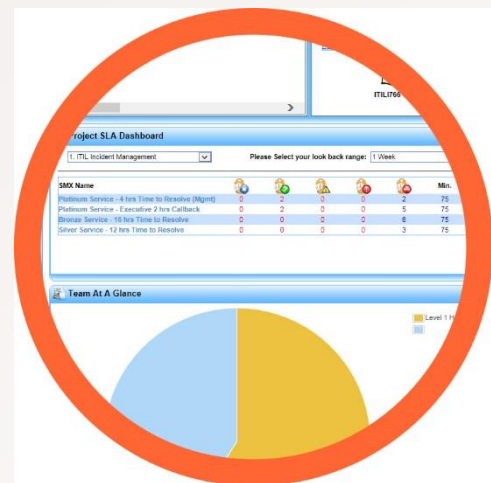 ITILI766
Project SLA Dashboard
1. ITIL Incident Management Please Select your look back range: 1 Week
SMX Name Min.
Platinum Service - 4 hrs Time to Resolve (Mgmt) 0 2 0 0 2 75
Platinum Service - Executive 2 hrs Callback 0 2 0 0 5 75
Bronze Service - 16 hrs Time to Resolve 0 0 0 0 6 75
Silver Service - 12 hrs Time to Resolve 0 0 0 0 3 75
Team At A Glance
Level 1 H